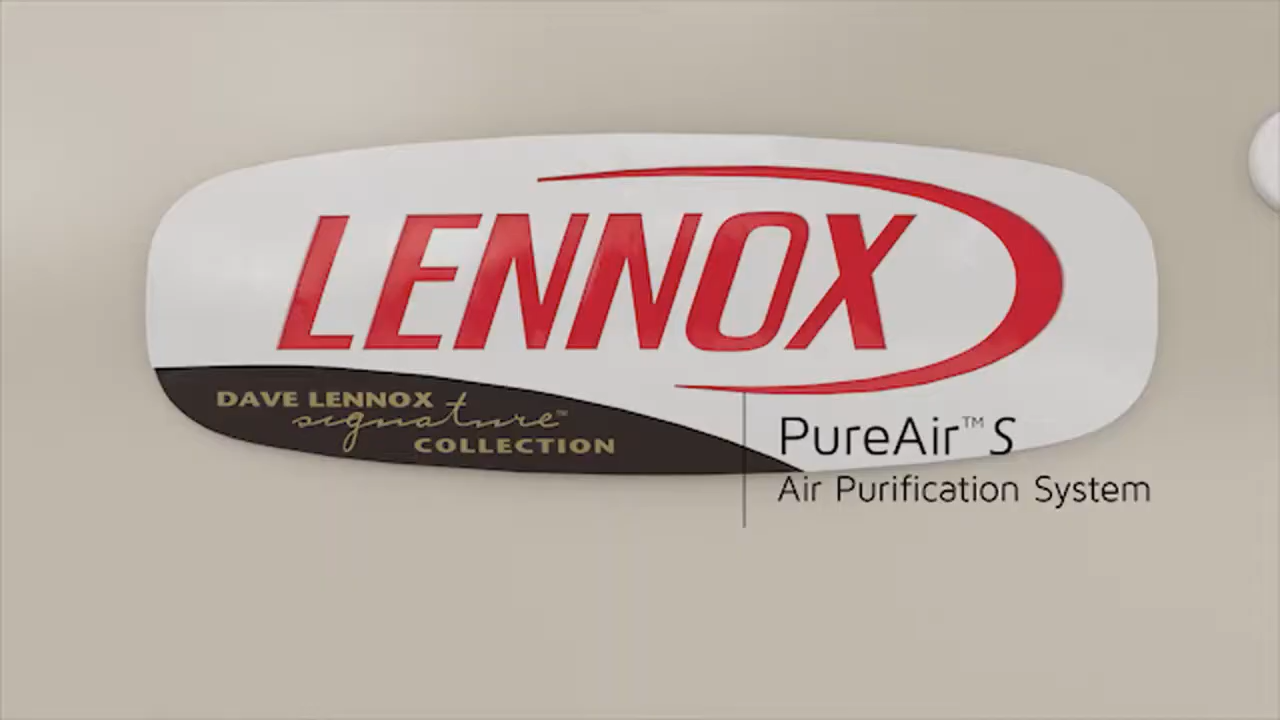 LENNOX
DAVE LENNOX
signature™
COLLECTION
PureAir™ S
Air Purification System